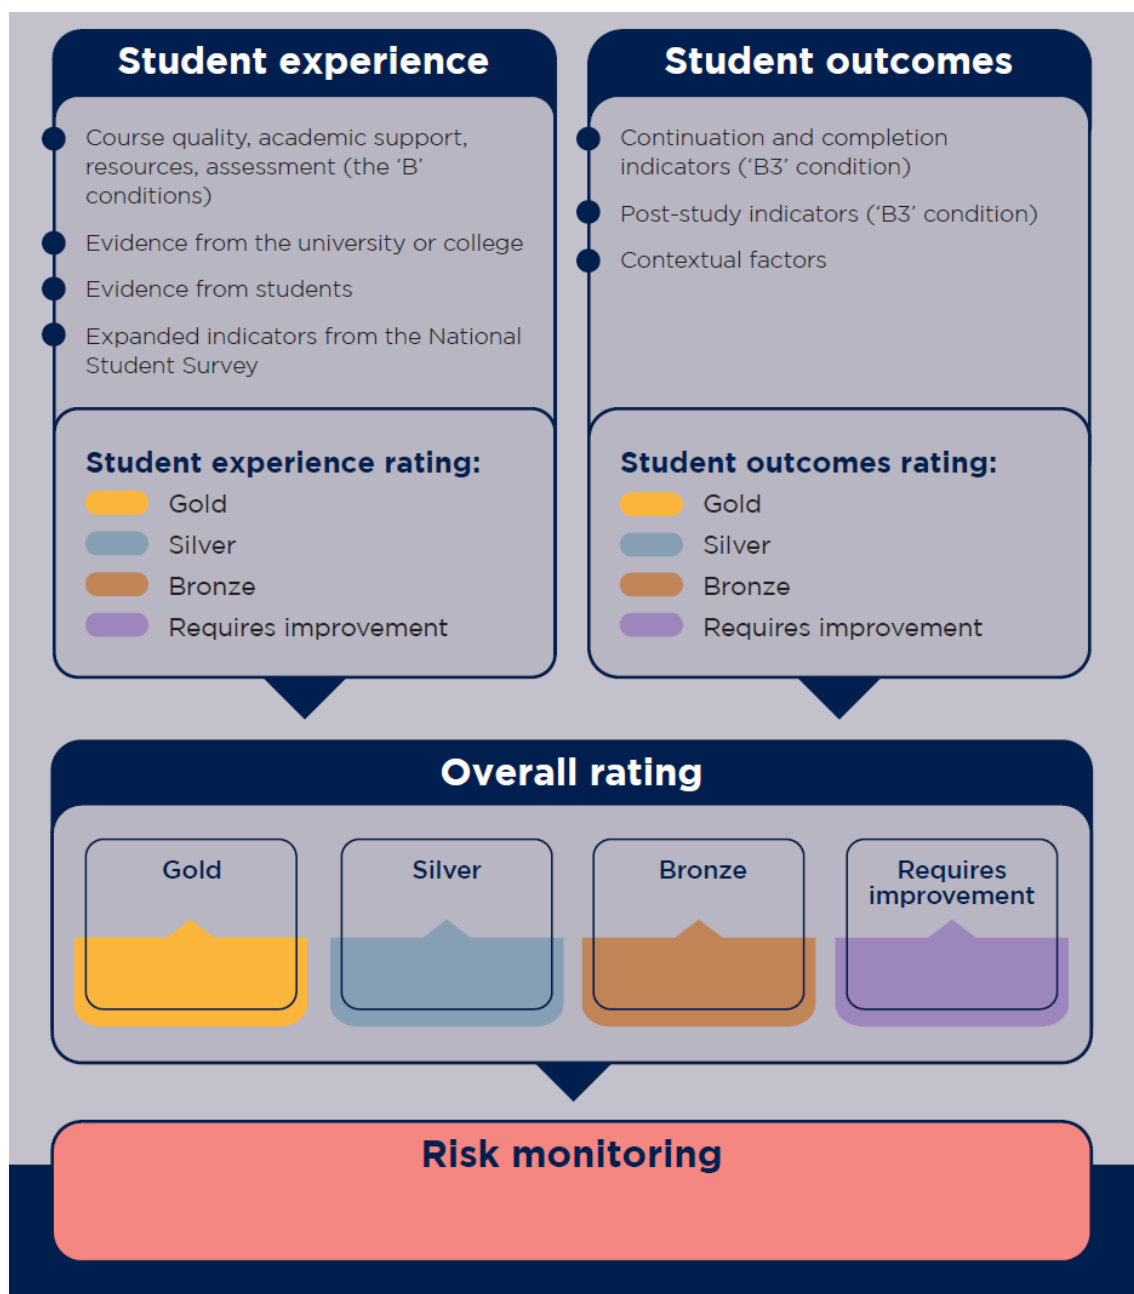 Student experience
Course quality, academic support,
resources, assessment (the ‘B’
conditions)
Evidence from the university or college
Evidence from students
Expanded indicators from the National
Student Survey
Student experience rating:
Gold
Silver
Bronze
Requires improvement
Student outcomes
Continuation and completion
indicators (‘B3’ condition)
Post-study indicators (‘B3’ condition)
Contextual factors
Student outcomes rating:
Gold
Silver
Bronze
Requires improvement
Overall rating
Gold
Silver
Bronze
Requires
improvement
Risk monitoring